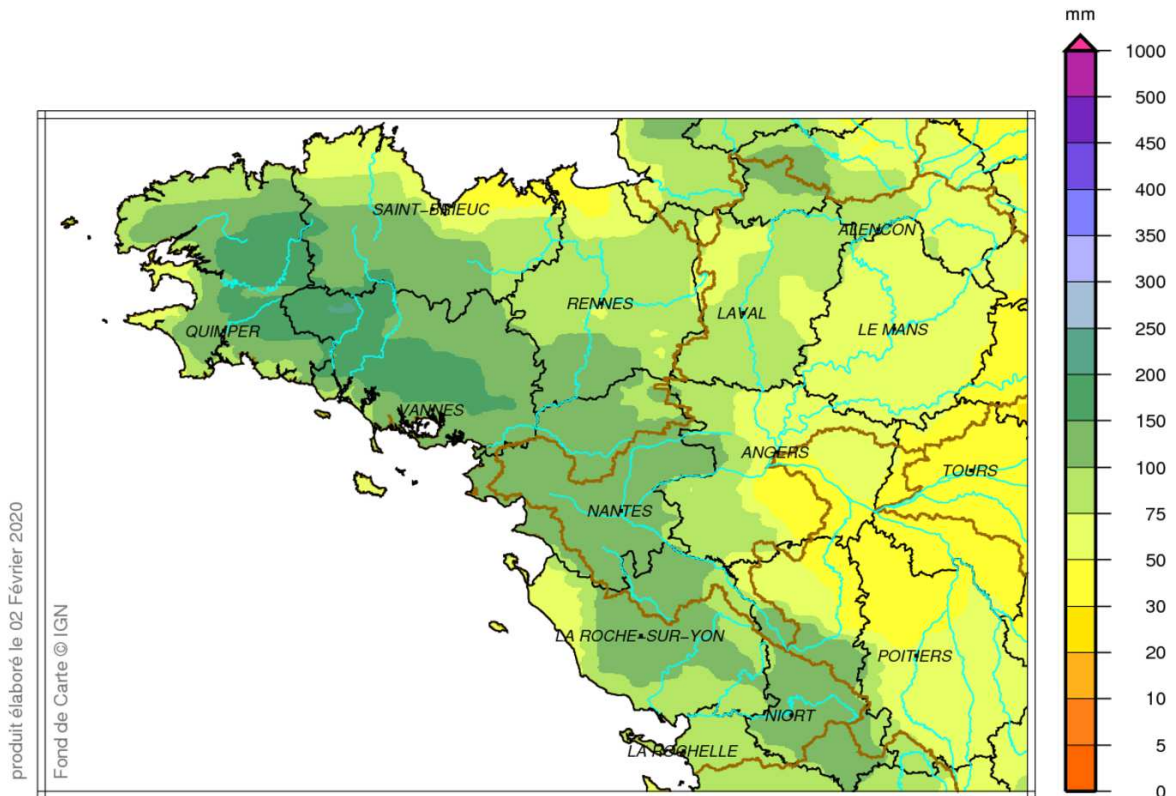 mm
1000
500
450
400
350
300
250
200
150
100
75
50
30
20
10
5
0
SAINT-BRIEUC
ALENCON
RENNES
LAVAL
LE MANS
QUIMPER
VANNES
ANGERS
TOURS
NANTES
LA ROCHE-SUR-YON
POITIERS
NIORT
LA ROCHELLE
produit élaboré le 02 Février 2020
Fond de Carte © IGN